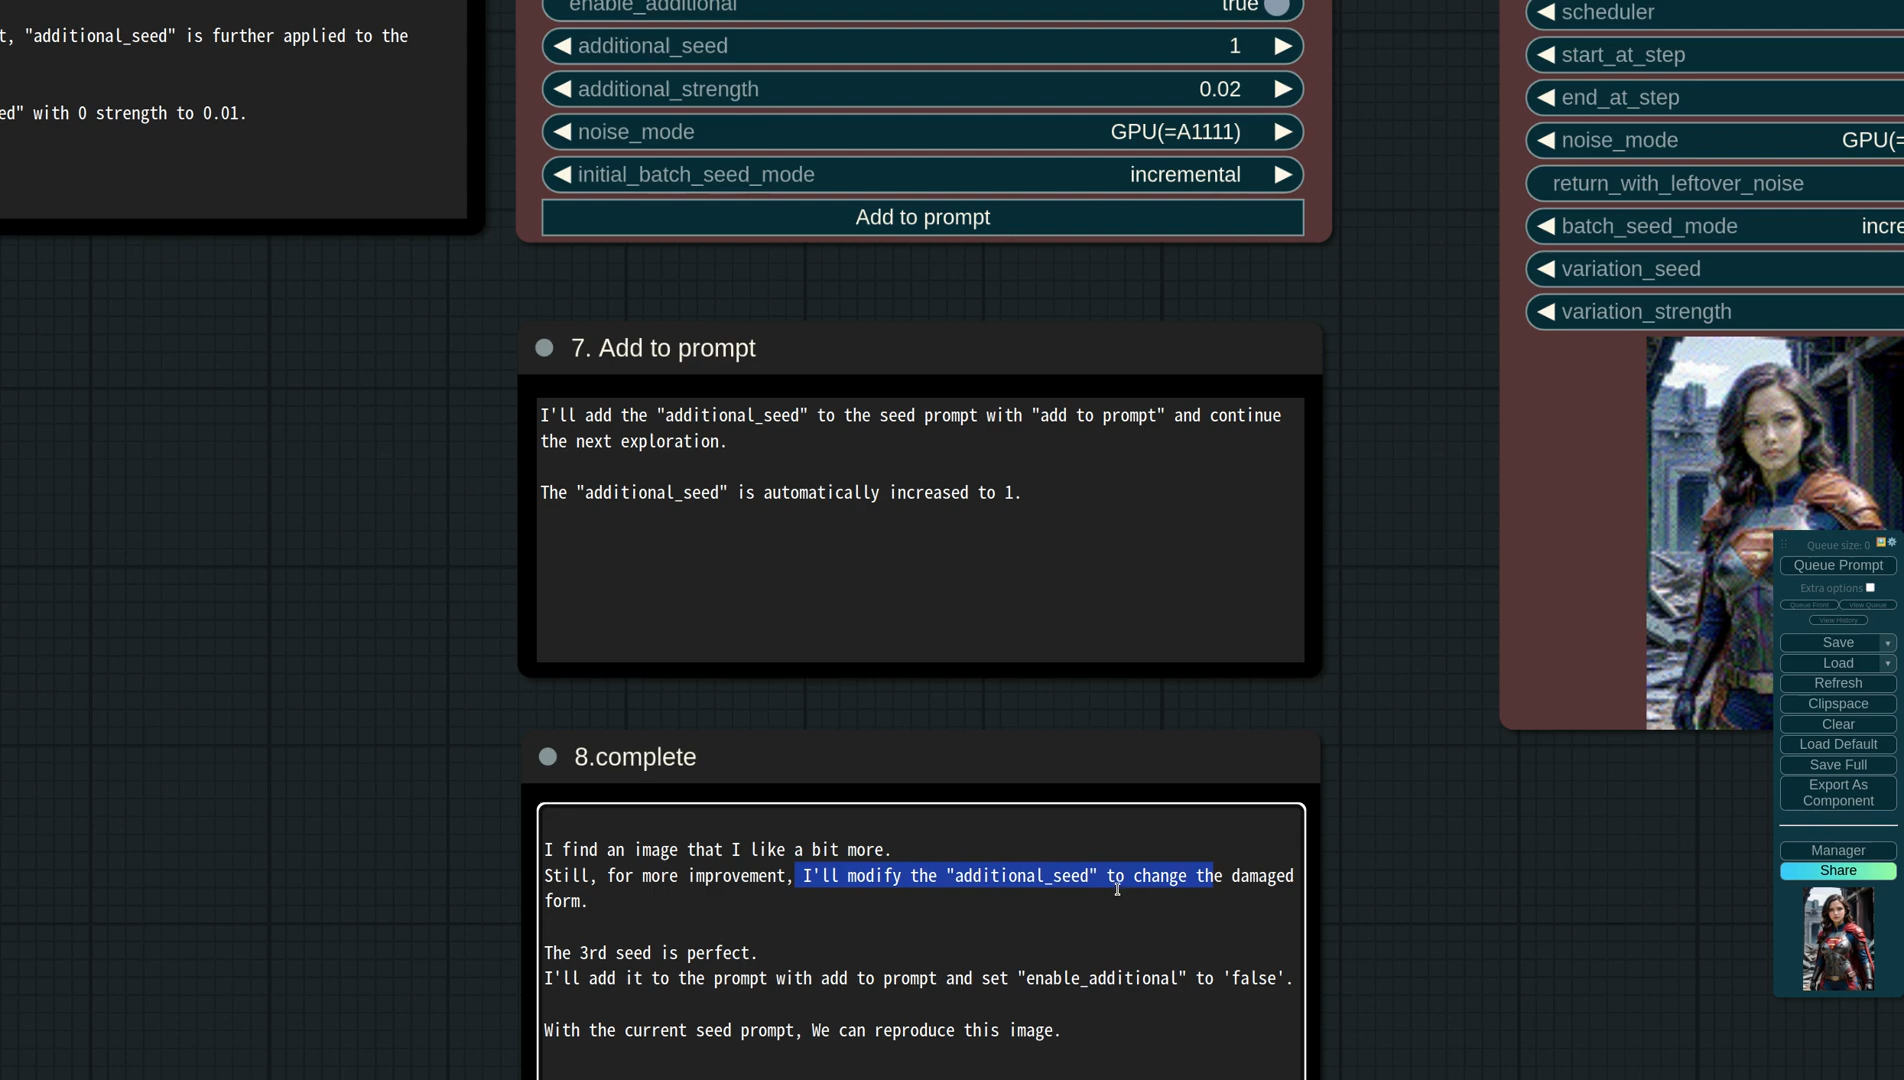 t, "additional_seed" is further applied to the
ed" with 0 strength to 0.01.
enable_additional true
additional_seed 1
additional_strength 0.02
noise_mode GPU(=A1111)
initial_batch_seed_mode incremental
Add to prompt
scheduler
start_at_step
end_at_step
noise_mode GPU(=
return_with_leftover_noise
batch_seed_mode incre
variation_seed
variation_strength
7. Add to prompt
I'll add the "additional_seed" to the seed prompt with "add to prompt" and continue
the next exploration.
The "additional_seed" is automatically increased to 1.
8.complete
I find an image that I like a bit more.
Still, for more improvement, I'll modify the "additional_seed" to change the damaged
form.
The 3rd seed is perfect.
I'll add it to the prompt with add to prompt and set "enable_additional" to 'false'.
With the current seed prompt, We can reproduce this image.
Queue size: 0
Queue Prompt
Extra options
Queue Front View Queue
View History
Save
Load
Refresh
Clipspace
Clear
Load Default
Save Full
Export As
Component
Manager
Share